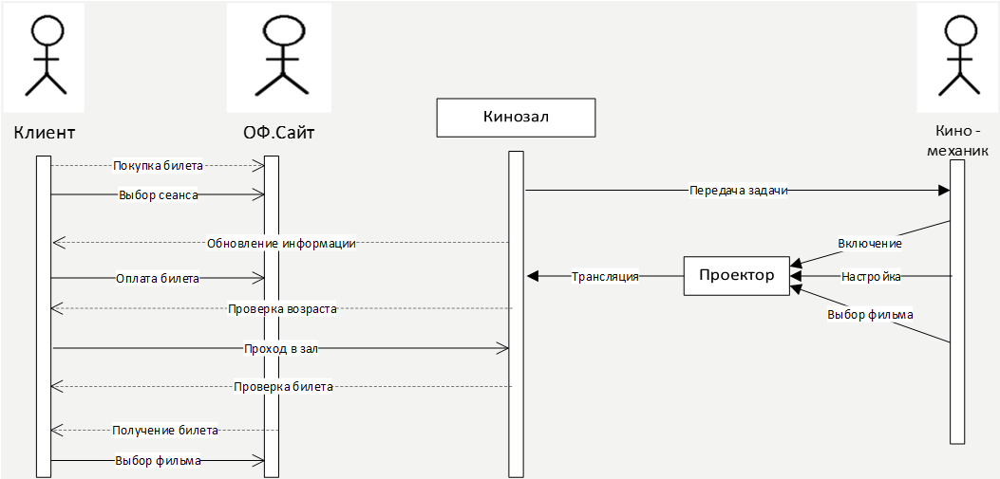 Клиент
ОФ.Сайт
Кинозал
Кино -
механик
Покупка билета
Выбор сеанса
Передача задачи
Обновление информации
Включение
Оплата билета
Трансляция
Проектор
Настройка
Проверка возраста
Выбор фильма
Проход в зал
Проверка билета
Получение билета
Выбор фильма